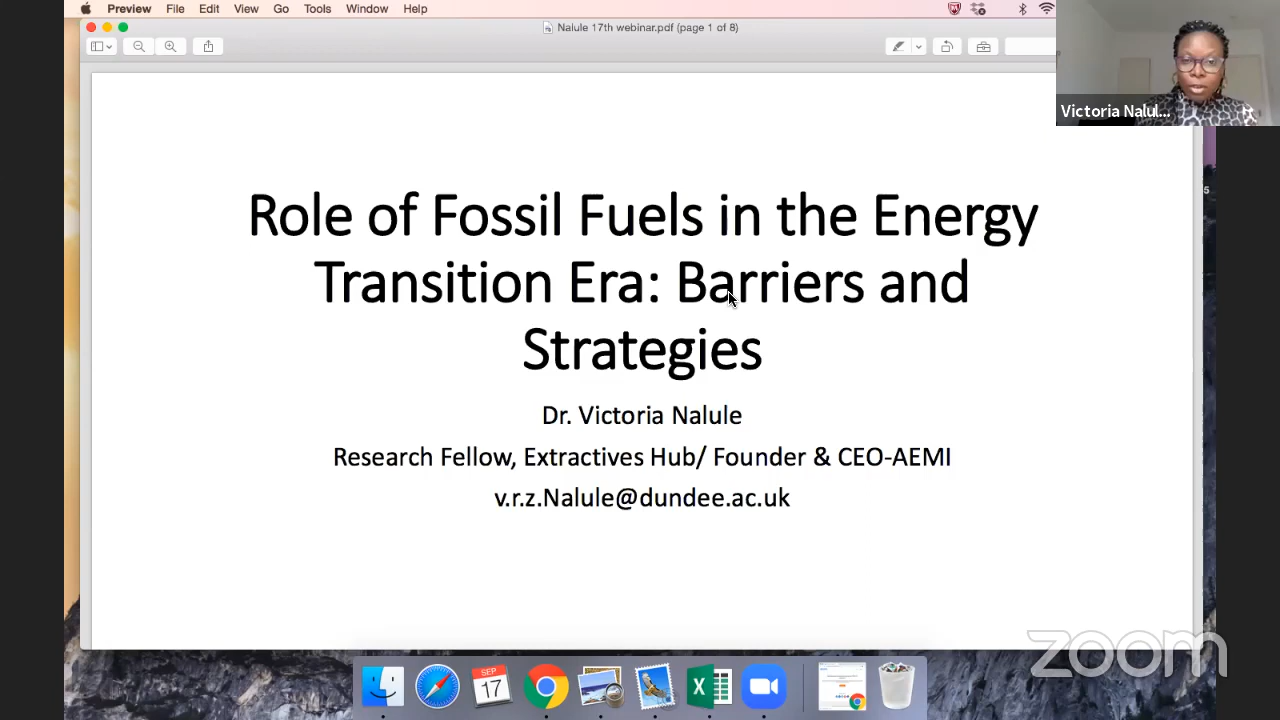 Preview File Edit View Go Tools Window Help
Nalule 17th webinar.pdf (page 1 of 8)
Victoria Nalul...
Role of Fossil Fuels in the Energy
Transition Era: Barriers and
Strategies
Dr. Victoria Nalule
Research Fellow, Extractives Hub/ Founder & CEO-AEMI
v.r.z.Nalule@dundee.ac.uk
zoom
SEP
17
X